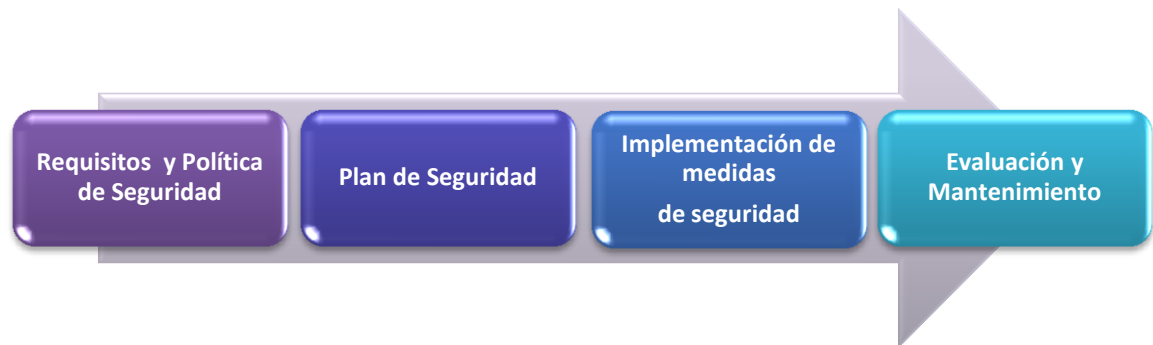 Requisitos y Política
de Seguridad
Plan de Seguridad
Implementación de
medidas
de seguridad
Evaluación y
Mantenimiento